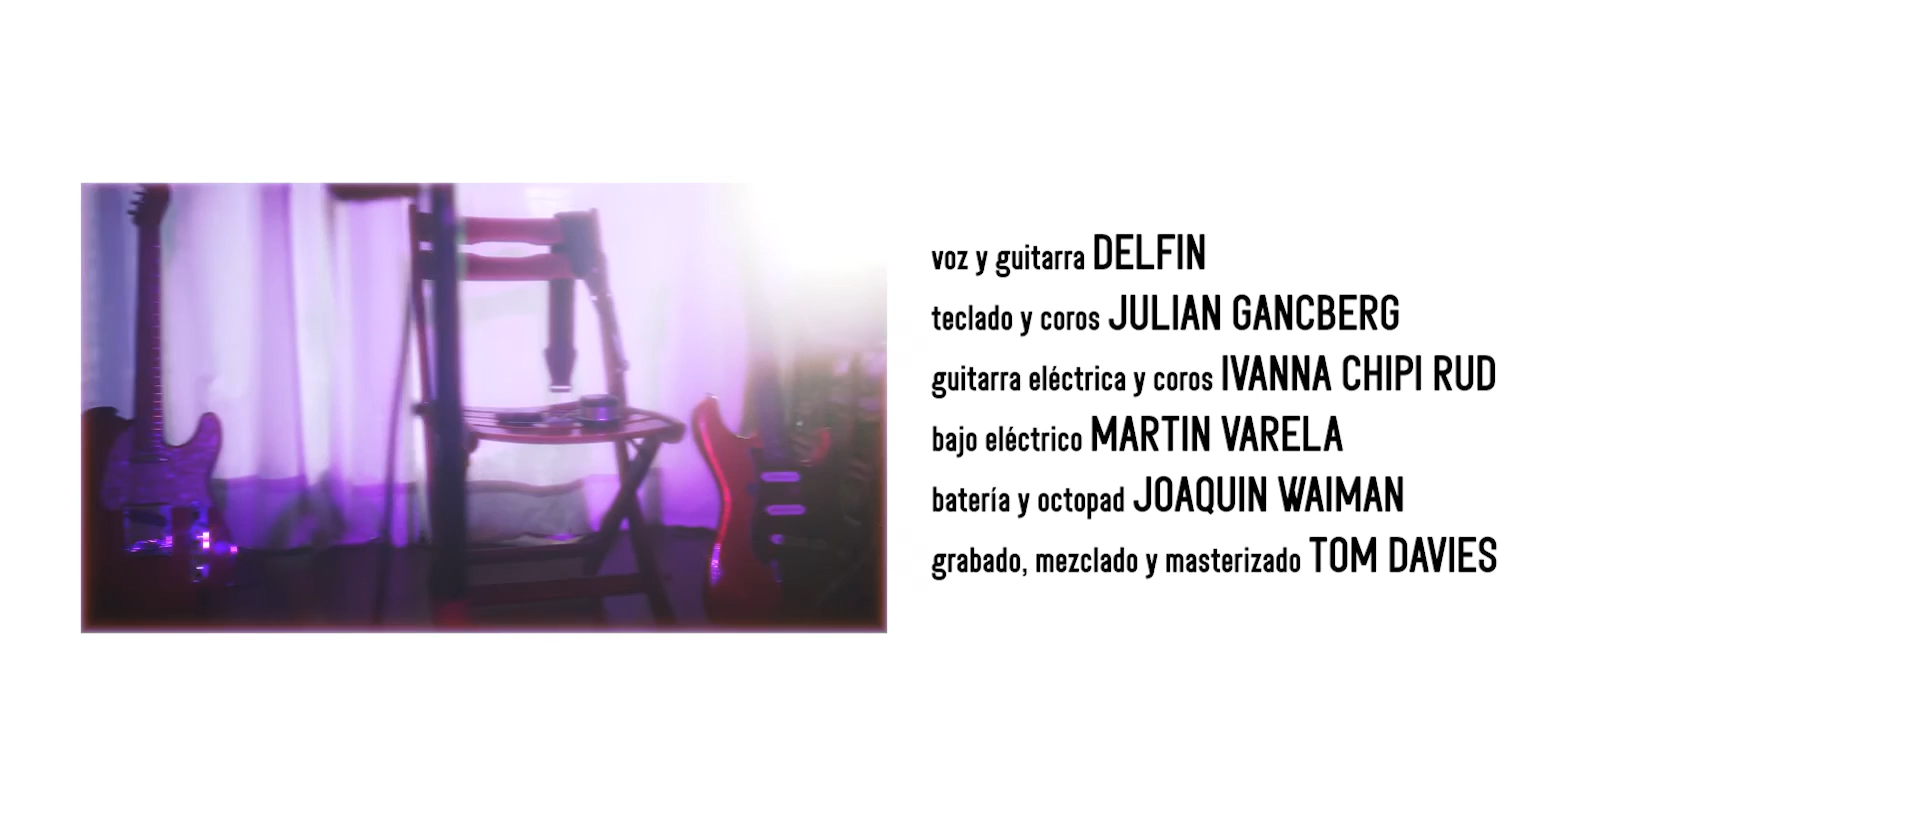 voz y guitarra DELFIN
teclado y coros JULIAN GANCBERG
guitarra eléctrica y coros IVANNA CHIPI RUD
bajo eléctrico MARTIN VARELA
batería y octopad JOAQUIN WAIMAN
grabado, mezclado y masterizado TOM DAVIES